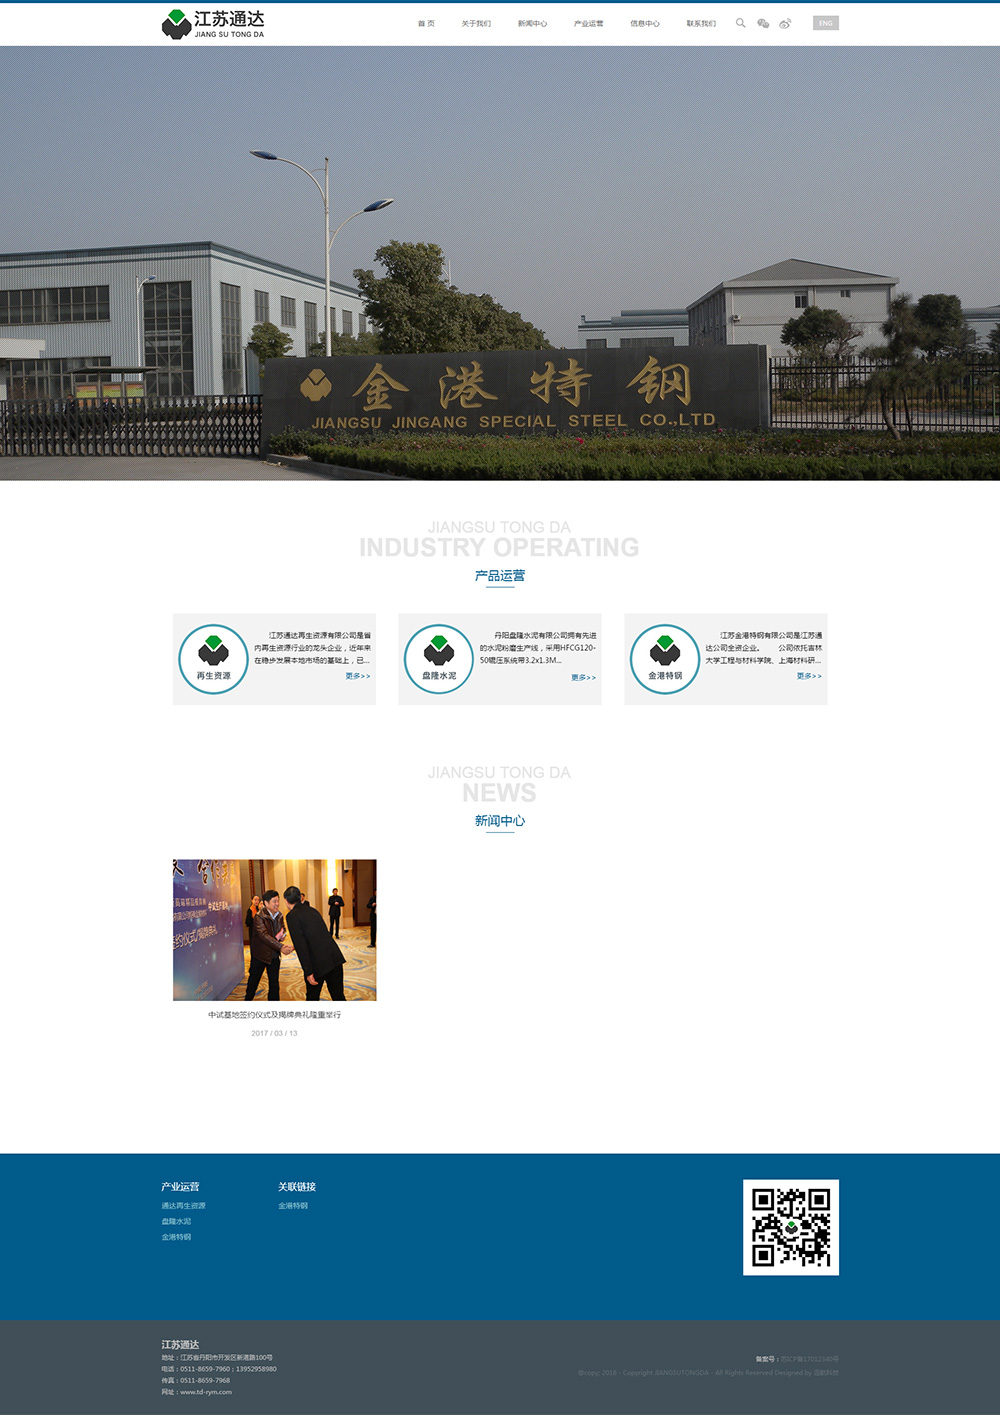 江苏通达
JIANG SU TONG DA
首 页 关于我们 新闻中心 产业运营 信息中心 联系我们 ENG
金港特钢
JIANGSU JINGANG SPECIAL STEEL CO.,LTD
JIANGSU TONG DA
INDUSTRY OPERATING
产品运营
再生资源
江苏通达再生资源有限公司是省
内再生资源行业的龙头企业，近年来
在稳步发展本地市场的基础上，已...
更多>>
盘隆水泥
丹阳盘隆水泥有限公司拥有先进
的水泥粉磨生产线，采用HFCG120-
50辊压系统带3.2x1.3M...
更多>>
金港特钢
江苏金港特钢有限公司是江苏通
达公司全资企业。 公司依托吉林
大学工程与材料学院、上海材料研...
更多>>
JIANGSU TONG DA
NEWS
新闻中心
中试基地签约仪式及揭牌典礼隆重举行
2017 / 03 / 13
产业运营
通达再生资源
盘隆水泥
金港特钢
关联链接
金港特钢
江苏通达
地址：江苏省丹阳市开发区新港路100号
电话：0511-8659-7960；13952958980
传真：0511-8659-7968
网址：www.td-rym.com
备案号：
@copy; 2016 - Copyright JIANGSUTONGDA - All Rights Reserved Designed by